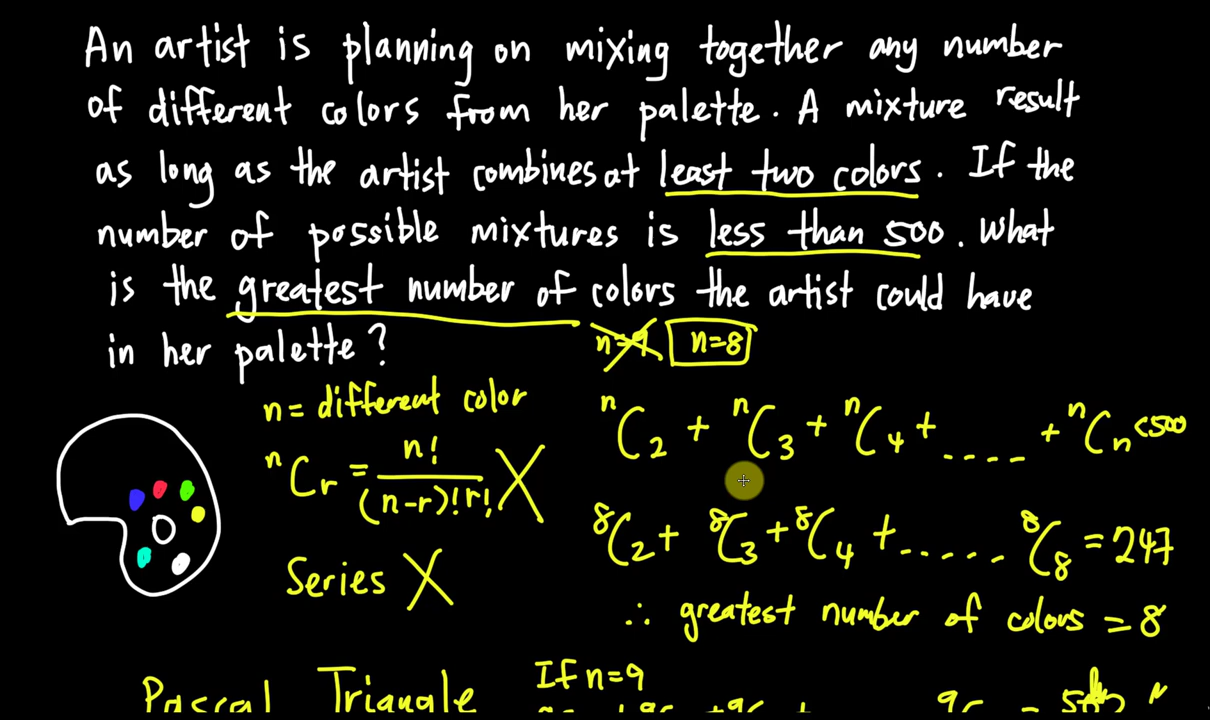 An artist is planning on mixing together any number
of different colors from her palette. A mixture result
as long as the artist combines at least two colors. If the
number of possible mixtures is less than 500. What
is the greatest number of colors the artist could have
in her palette?
n=9 n=8
n = different color
ⁿC₂ + ⁿC₃ + ⁿC₄ + .... + ⁿCₙ <500
ⁿCᵣ = n! / (n-r)! r! X
⁸C₂ + ⁸C₃ + ⁸C₄ + ..... ⁸C₈ = 247
Series X
∴ greatest number of colors = 8
If n=9
Pascal Triangle